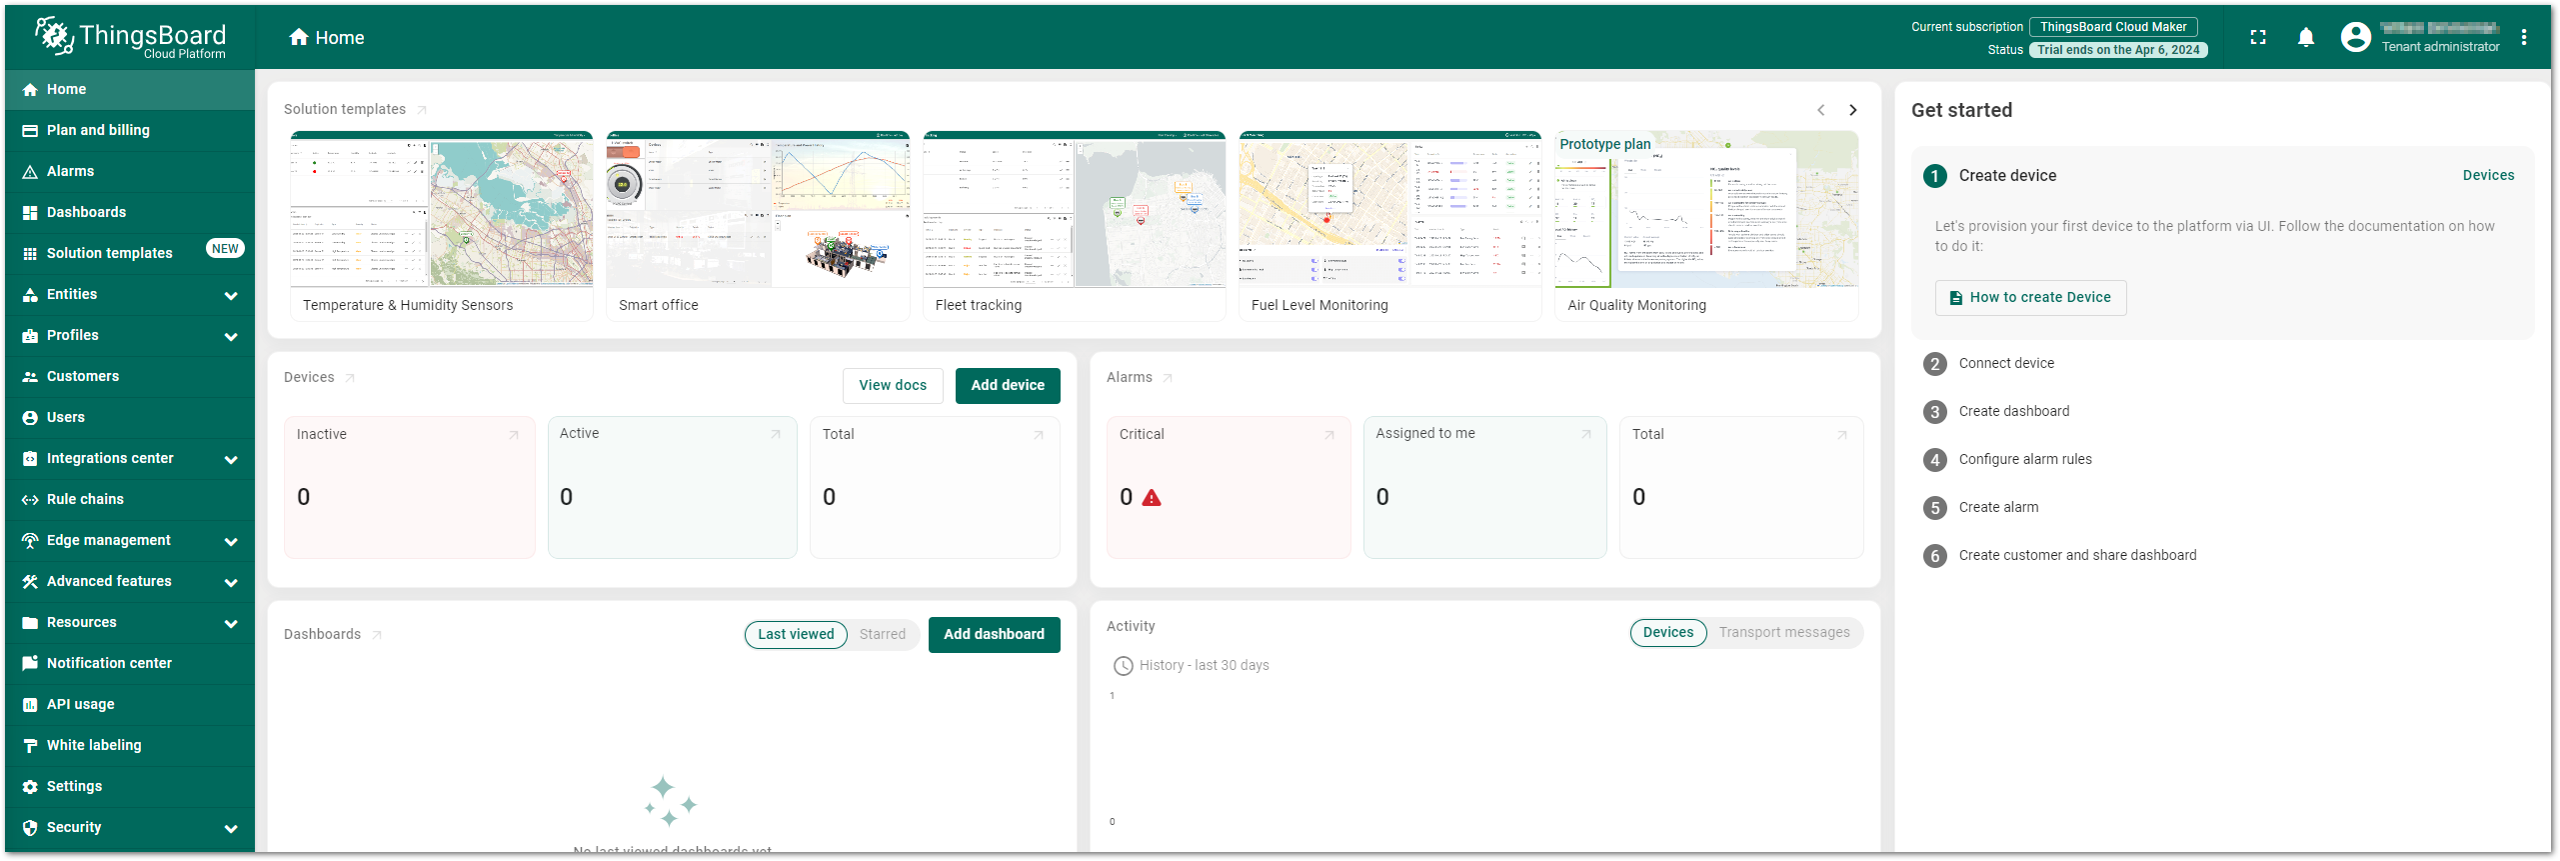 ThingsBoard
Cloud Platform
Home
Current subscription ThingsBoard Cloud Maker
Status Trial ends on the Apr 6, 2024
Tenant administrator
Home
Plan and billing
Alarms
Dashboards
Solution templates NEW
Entities
Profiles
Customers
Users
Integrations center
Rule chains
Edge management
Advanced features
Resources
Notification center
API usage
White labeling
Settings
Security
Solution templates
Prototype plan
Temperature & Humidity Sensors
Smart office
Fleet tracking
Fuel Level Monitoring
Air Quality Monitoring
Devices
View docs
Add device
Inactive
0
Active
0
Total
0
Alarms
Critical
0
Assigned to me
0
Total
0
Dashboards
Last viewed
Starred
Add dashboard
No last viewed dashboards yet
Activity
Devices
Transport messages
History - last 30 days
1
0
Get started
1 Create device
Devices
Let's provision your first device to the platform via UI. Follow the documentation on how
to do it:
How to create Device
2 Connect device
3 Create dashboard
4 Configure alarm rules
5 Create alarm
6 Create customer and share dashboard